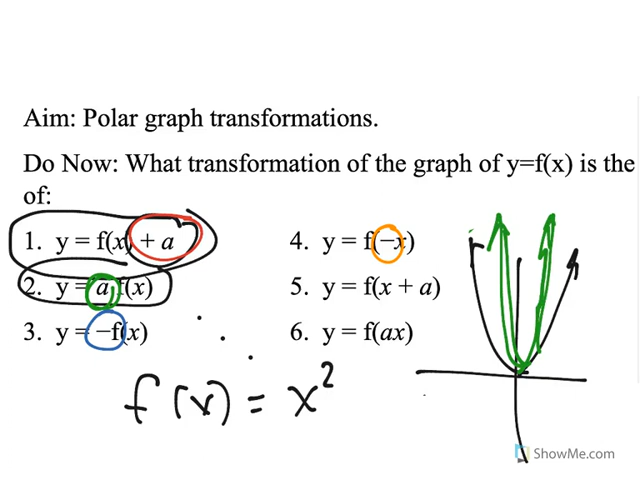 Aim: Polar graph transformations.
Do Now: What transformation of the graph of y=f(x) is the
of:
1. y = f(x) + a
2. y = a f(x)
3. y = −f(x)
4. y = f(−x)
5. y = f(x + a)
6. y = f(ax)
f(x) = x²
ShowMe.com